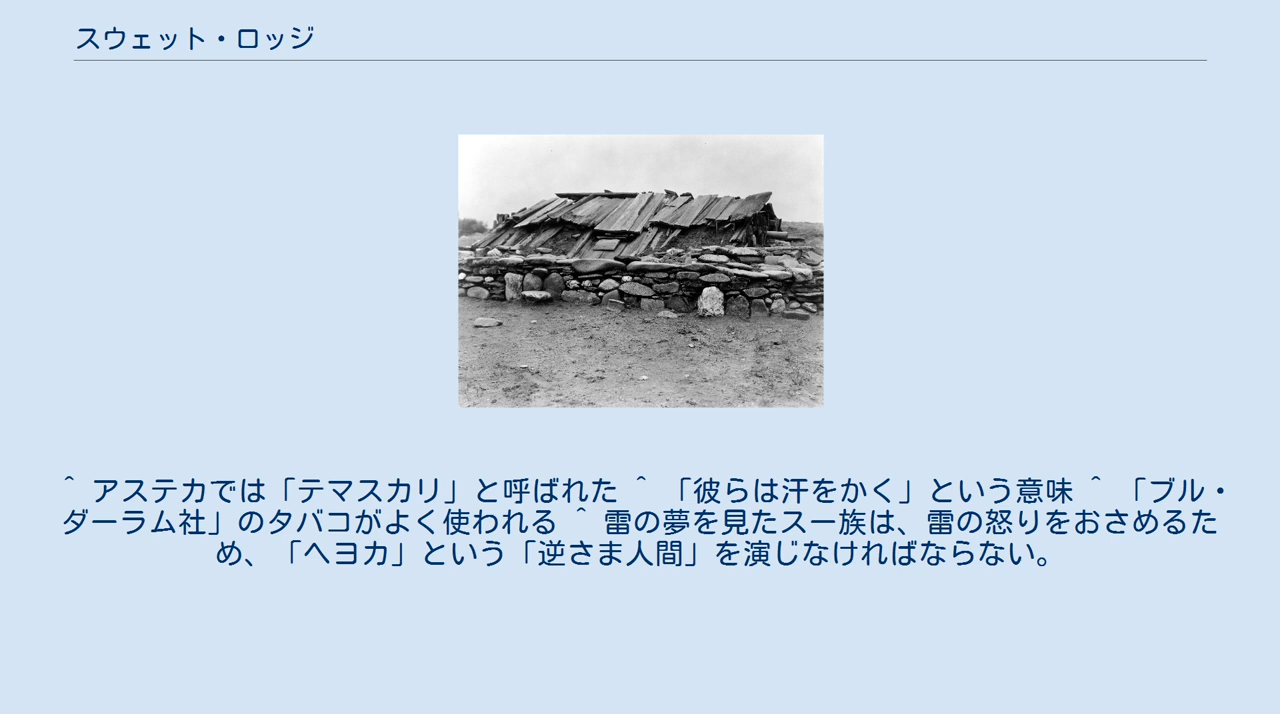 スウェット・ロッジ
^ アステカでは「テマスカリ」と呼ばれた ^ 「彼らは汗をかく」という意味 ^ 「ブル・
ダーラム社」のタバコがよく使われる ^ 雷の夢を見たスー族は、雷の怒りをおさめるた
め、「ヘヨカ」という「逆さま人間」を演じなければならない。